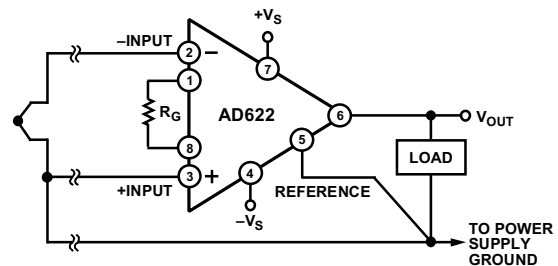 +VS
–INPUT
2
–
7
1
RG
AD622
6
VOUT
5
8
LOAD
3
+
4
+INPUT
REFERENCE
–VS
TO POWER
SUPPLY
GROUND